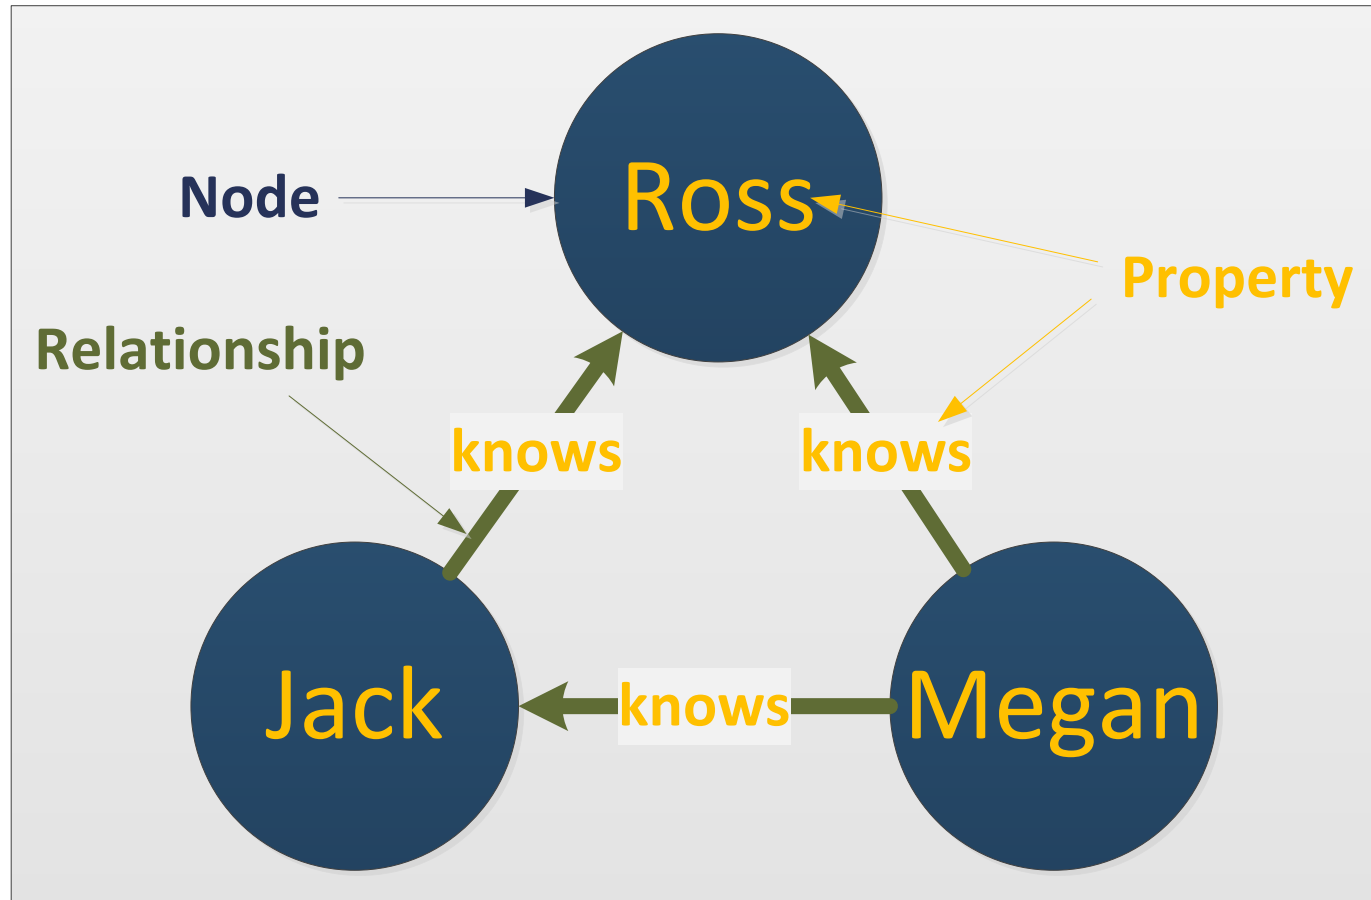 Ross
Node
Property
Relationship
knows
knows
Jack
knows
Megan